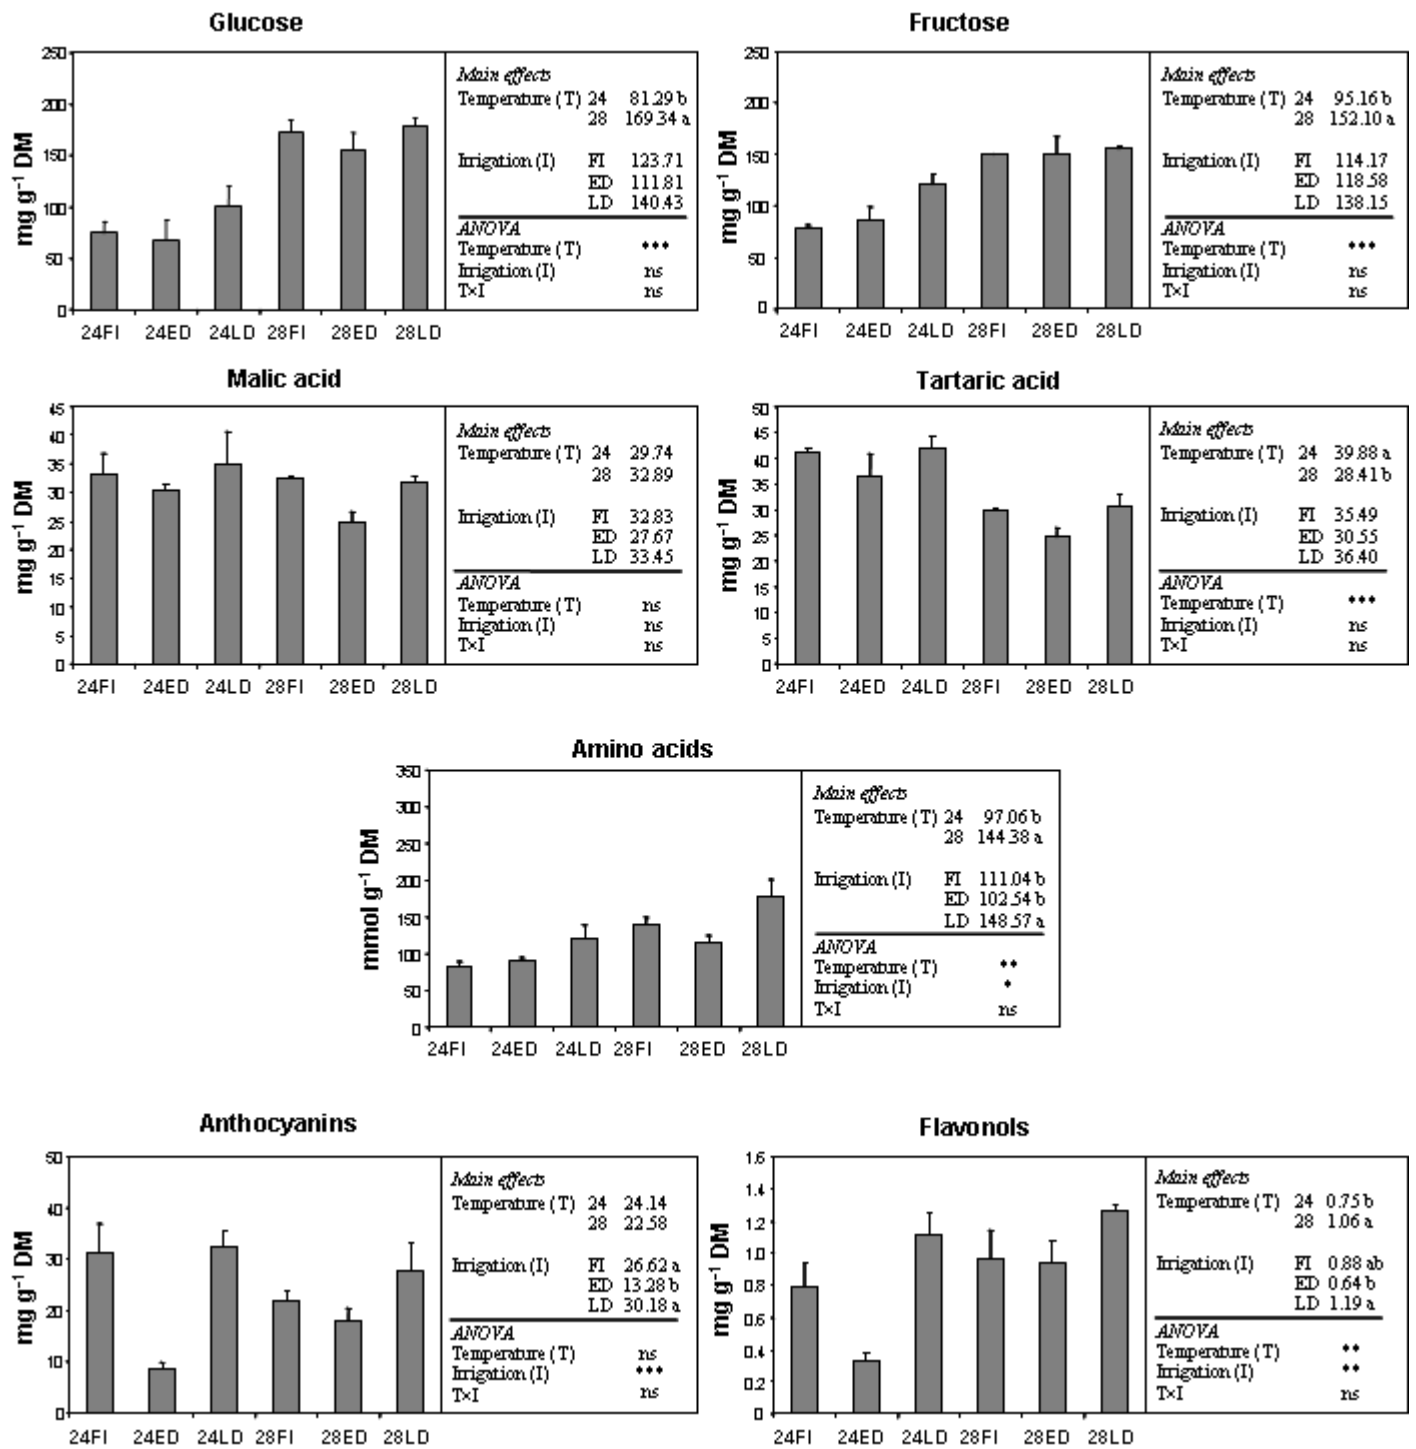 Glucose
250
200
150
100
50
0
mg g⁻¹ DM
24FI 24ED 24LD 28FI 28ED 28LD
Main effects
Temperature (T) 24 81.29 b
28 169.34 a
Irrigation (I) FI 123.71
ED 111.81
LD 140.43
ANOVA
Temperature (T) ***
Irrigation (I) ns
T×I ns
Fructose
250
200
150
100
50
0
mg g⁻¹ DM
24FI 24ED 24LD 28FI 28ED 28LD
Main effects
Temperature (T) 24 95.16 b
28 152.10 a
Irrigation (I) FI 114.17
ED 118.58
LD 138.15
ANOVA
Temperature (T) ***
Irrigation (I) ns
T×I ns
Malic acid
45
40
35
30
25
20
15
10
5
0
mg g⁻¹ DM
24FI 24ED 24LD 28FI 28ED 28LD
Main effects
Temperature (T) 24 29.74
28 32.89
Irrigation (I) FI 32.83
ED 27.67
LD 33.45
ANOVA
Temperature (T) ns
Irrigation (I) ns
T×I ns
Tartaric acid
50
45
40
35
30
25
20
15
10
5
0
mg g⁻¹ DM
24FI 24ED 24LD 28FI 28ED 28LD
Main effects
Temperature (T) 24 39.88 a
28 28.41 b
Irrigation (I) FI 35.49
ED 30.55
LD 36.40
ANOVA
Temperature (T) ***
Irrigation (I) ns
T×I ns
Amino acids
350
300
250
200
150
100
50
0
mmol g⁻¹ DM
24FI 24ED 24LD 28FI 28ED 28LD
Main effects
Temperature (T) 24 97.06 b
28 144.38 a
Irrigation (I) FI 111.04 b
ED 102.54 b
LD 148.57 a
ANOVA
Temperature (T) **
Irrigation (I) *
T×I ns
Anthocyanins
50
40
30
20
10
0
mg g⁻¹ DM
24FI 24ED 24LD 28FI 28ED 28LD
Main effects
Temperature (T) 24 24.14
28 22.58
Irrigation (I) FI 26.62 a
ED 13.28 b
LD 30.18 a
ANOVA
Temperature (T) ns
Irrigation (I) ***
T×I ns
Flavonols
1.6
1.4
1.2
1.0
0.8
0.6
0.4
0.2
0
mg g⁻¹ DM
24FI 24ED 24LD 28FI 28ED 28LD
Main effects
Temperature (T) 24 0.75 b
28 1.06 a
Irrigation (I) FI 0.88 ab
ED 0.64 b
LD 1.19 a
ANOVA
Temperature (T) **
Irrigation (I) **
T×I ns